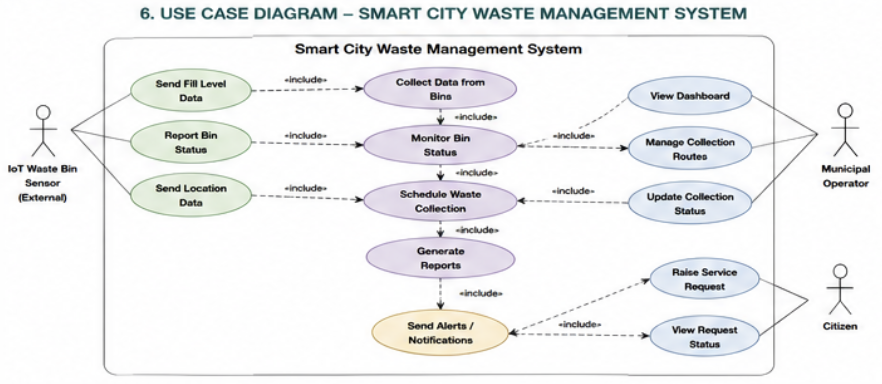 6. USE CASE DIAGRAM – SMART CITY WASTE MANAGEMENT SYSTEM
Smart City Waste Management System
Send Fill Level
Data
«include»
Collect Data from
Bins
View Dashboard
«include»
Report Bin
Status
«include»
Monitor Bin
Status
«include»
Manage Collection
Routes
IoT Waste Bin
Sensor
(External)
Municipal
Operator
«include»
Send Location
Data
«include»
Schedule Waste
Collection
«include»
Update Collection
Status
«include»
Generate
Reports
Raise Service
Request
«include»
Send Alerts /
Notifications
«include»
View Request
Status
Citizen